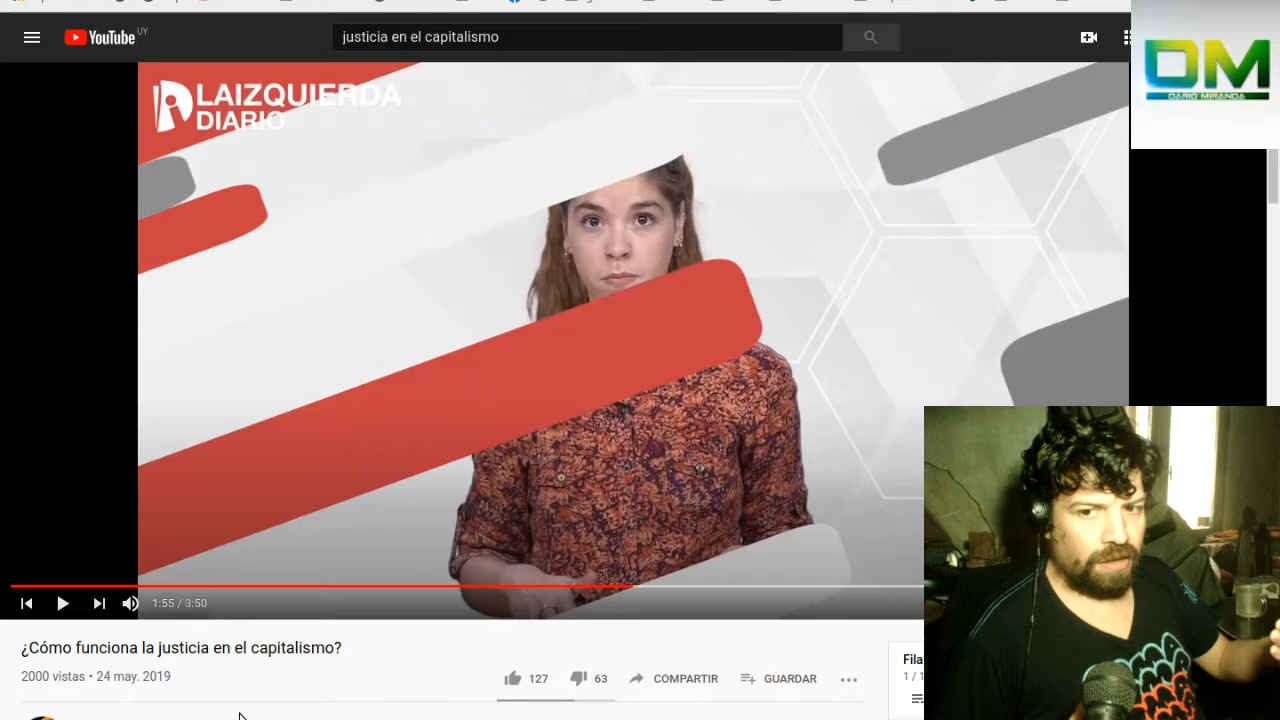 YouTube UY
justicia en el capitalismo
DM
DARIO MIRANDA
LAIZQUIERDA
DIARIO
1:55 / 3:50
¿Cómo funciona la justicia en el capitalismo?
2000 vistas • 24 may. 2019
127
63
COMPARTIR
GUARDAR
Fila
1 / 1